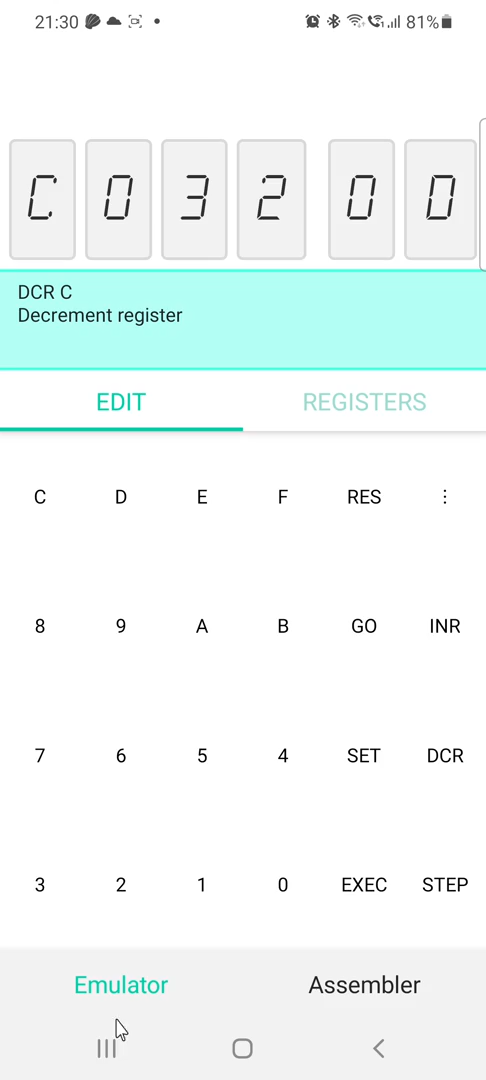 21:30 81%
C 0 3 2 0 0
DCR C
Decrement register
EDIT REGISTERS
C D E F RES ⋮
8 9 A B GO INR
7 6 5 4 SET DCR
3 2 1 0 EXEC STEP
Emulator Assembler